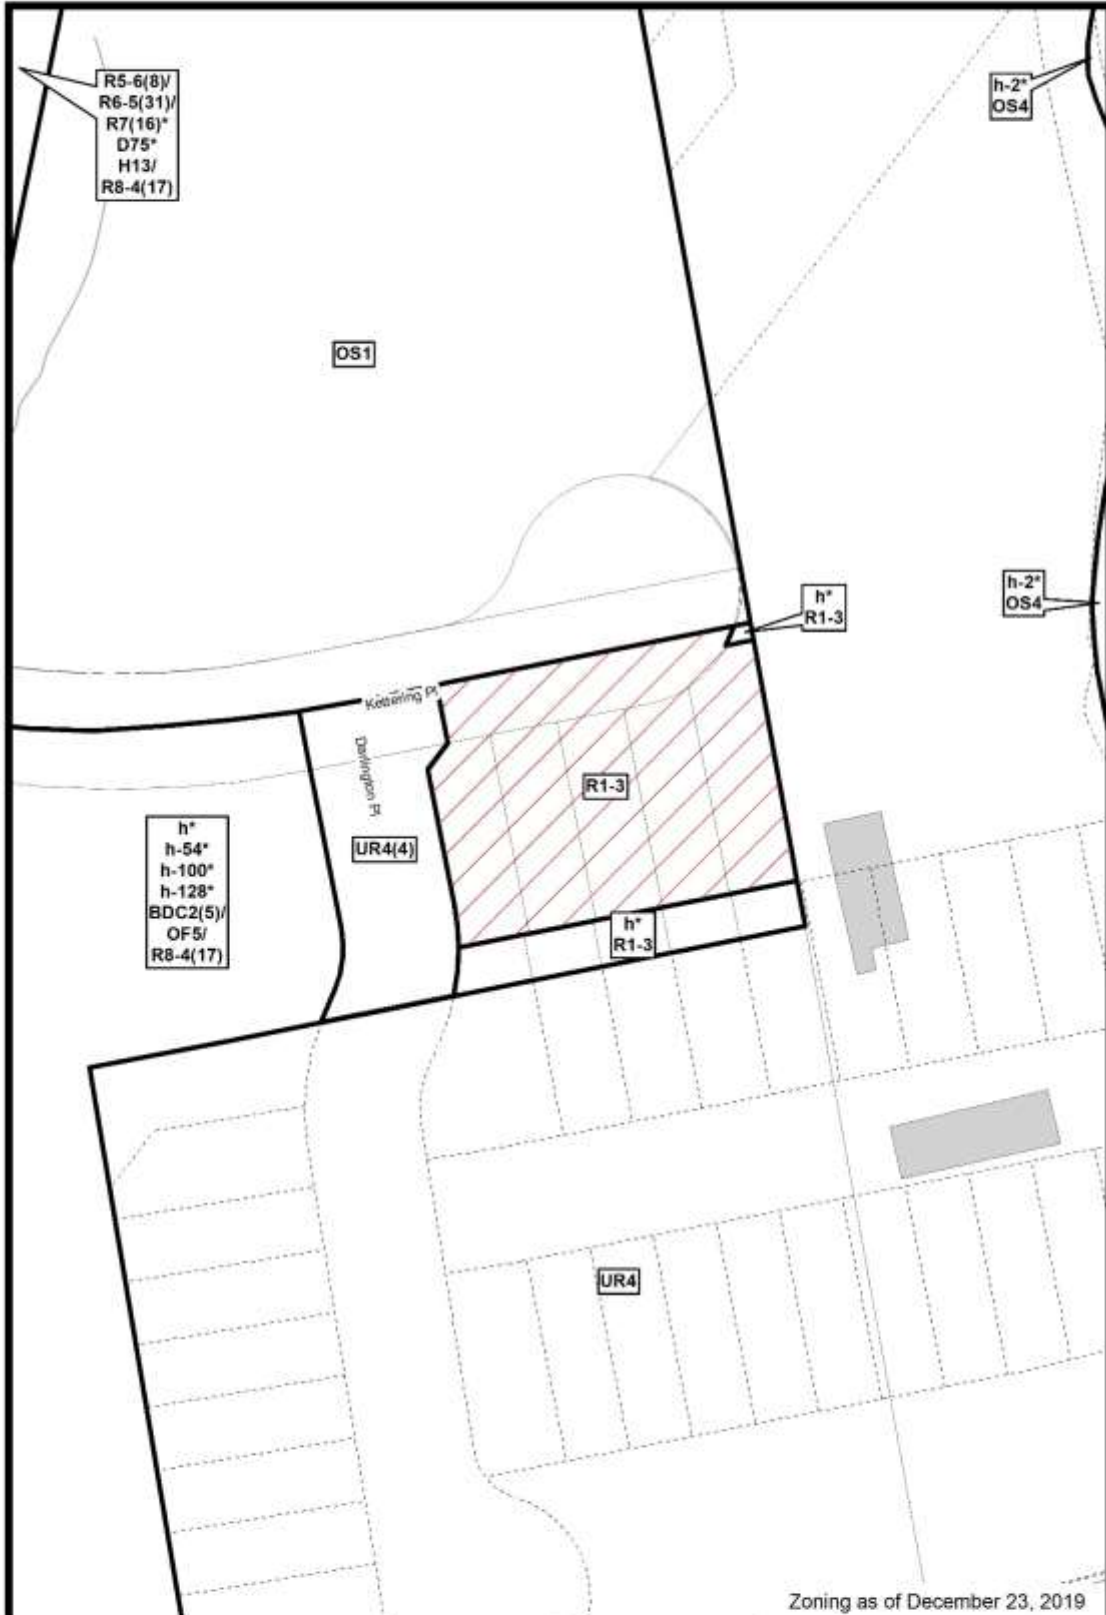 R5-6(8)/
R6-5(31)/
R7(16)*
D75*
H13/
R8-4(17)
h-2*
OS4
OS1
h-2*
OS4
h*
R1-3
Kettering Pl
Darlington Pl
R1-3
h*
h-54*
h-100*
h-128*
BDC2(5)/
OF5/
R8-4(17)
UR4(4)
h*
R1-3
UR4
Zoning as of December 23, 2019